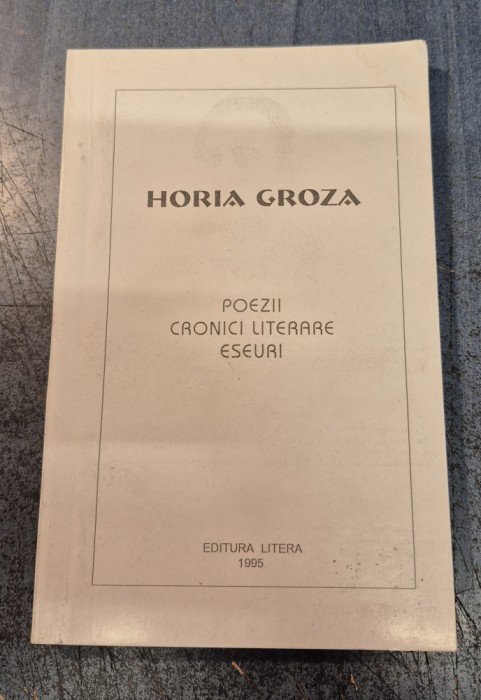 HORIA GROZA
POEZII
CRONICI LITERARE
ESEURI
EDITURA LITERA
1995